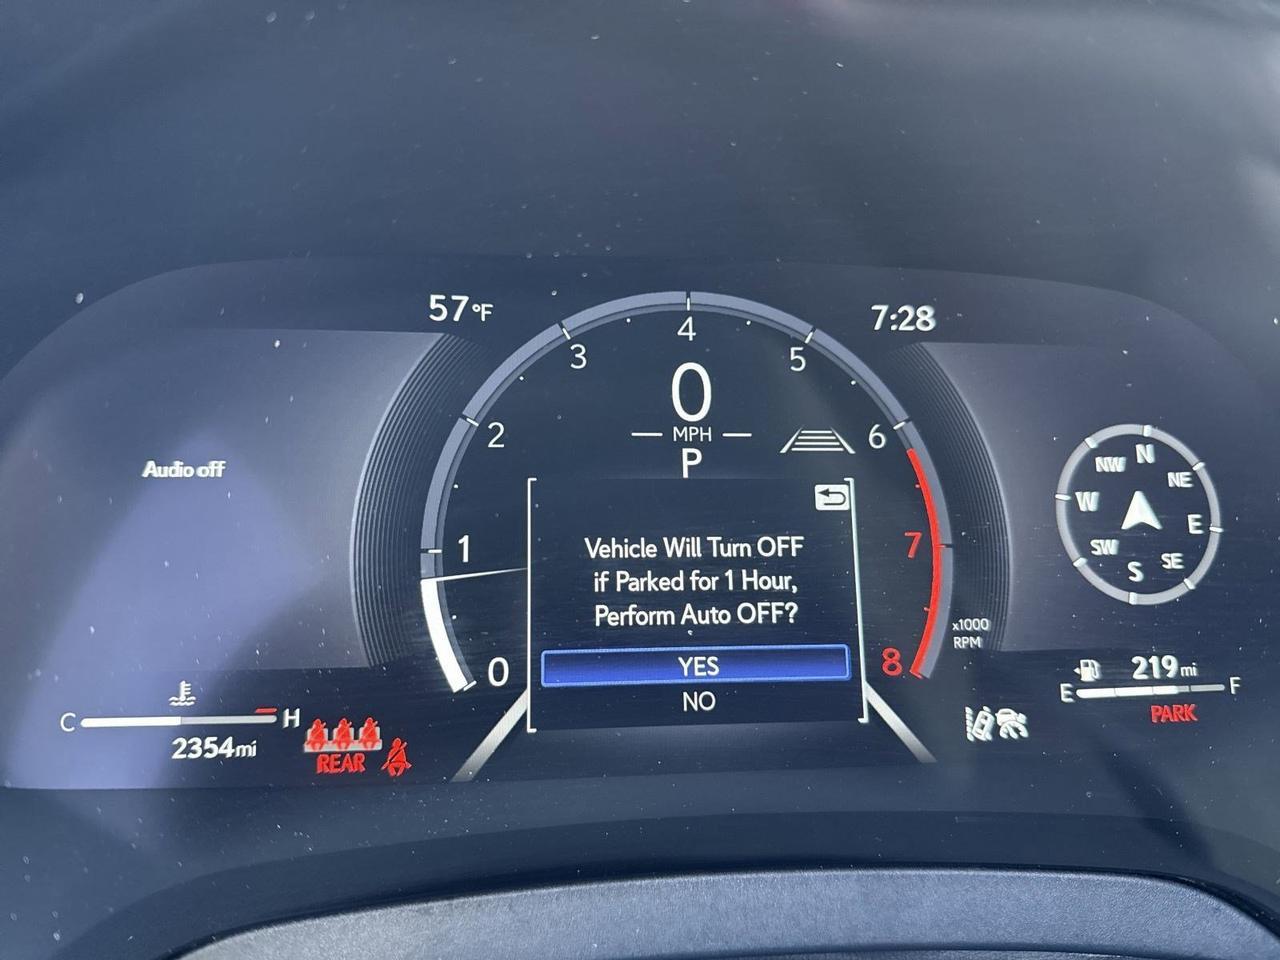 57°F
7:28
0
1
2
3
4
5
6
7
8
0
MPH
P
x1000
RPM
Audio off
Vehicle Will Turn OFF
if Parked for 1 Hour,
Perform Auto OFF?
YES
NO
N
NE
E
SE
S
SW
W
NW
C
H
2354mi
REAR
219mi
E
F
PARK